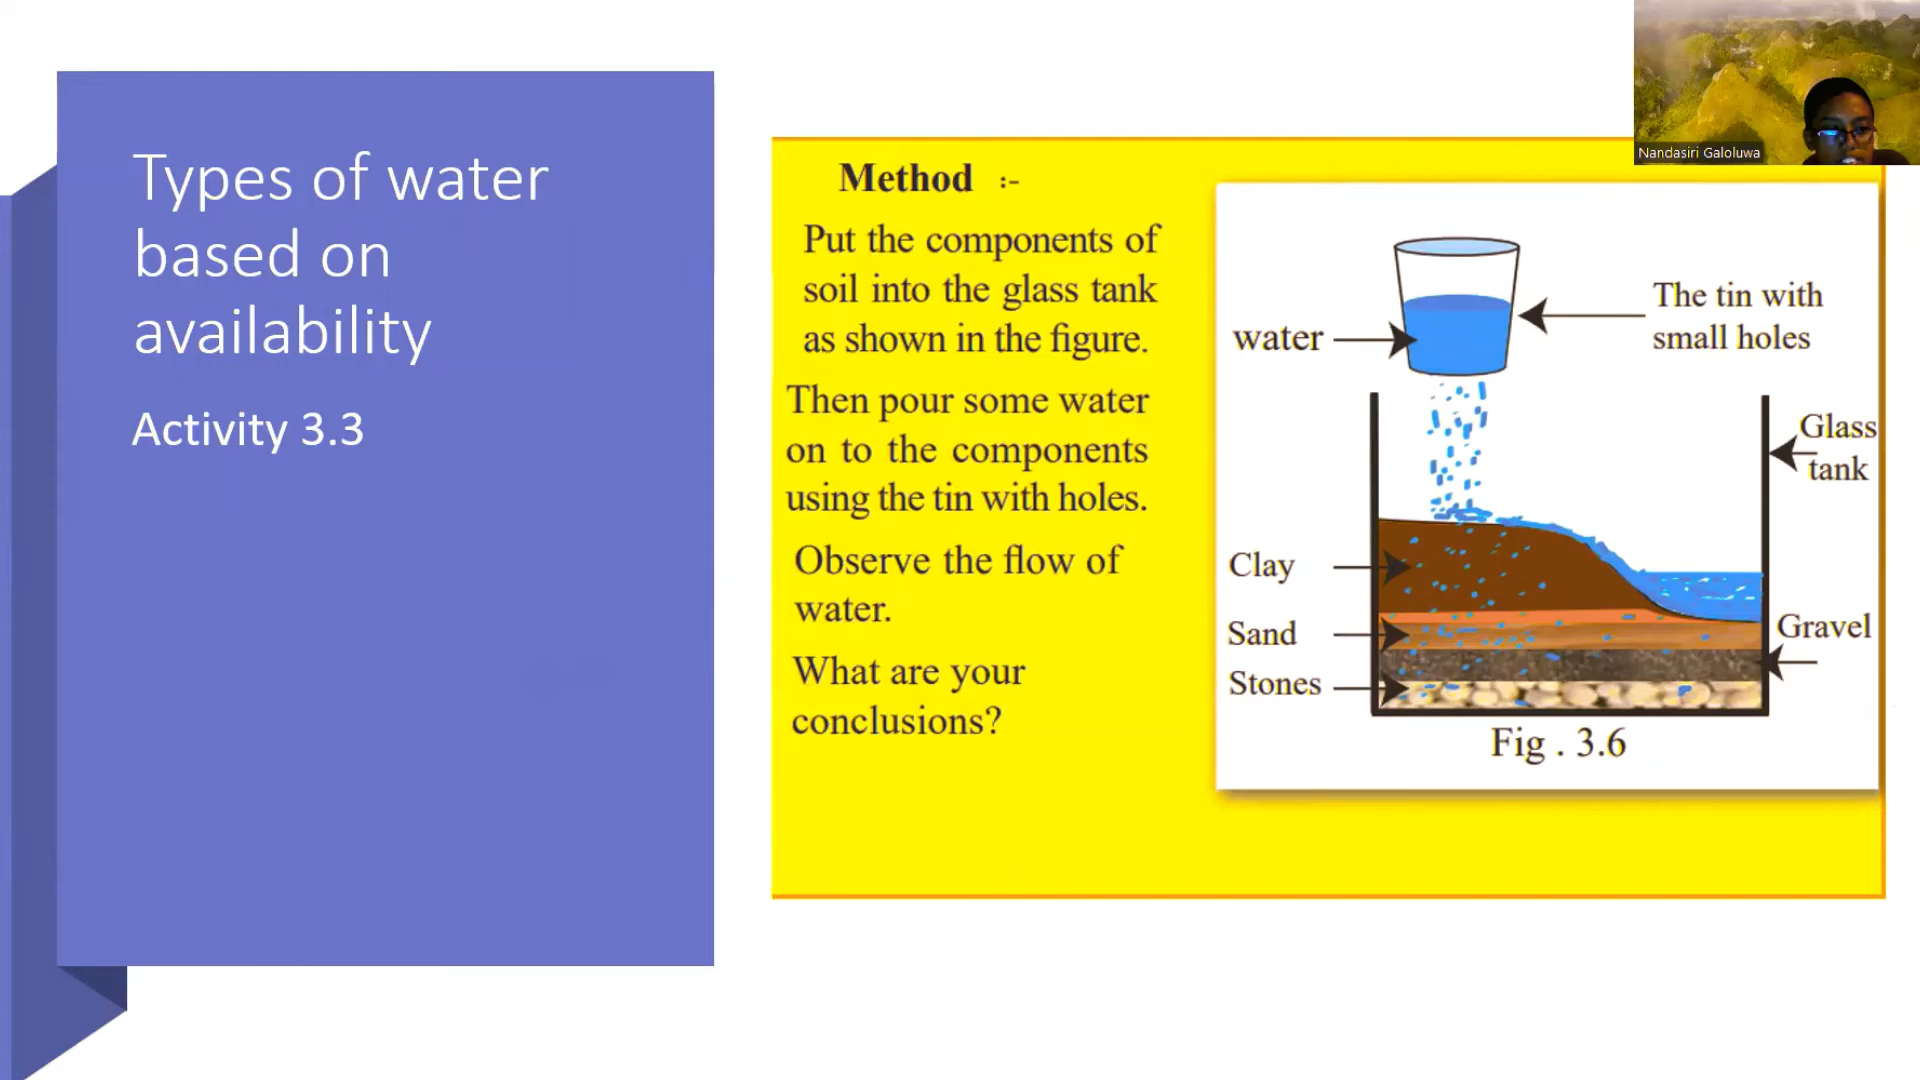 Types of water
based on
availability
Activity 3.3
Method :-
Put the components of
soil into the glass tank
as shown in the figure.
Then pour some water
on to the components
using the tin with holes.
Observe the flow of
water.
What are your
conclusions?
water
The tin with
small holes
Glass
tank
Clay
Sand
Stones
Gravel
Fig . 3.6
Nandasiri Galoluwa